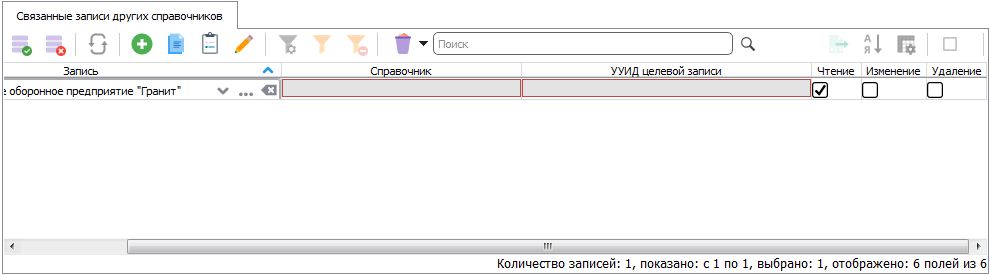 Связанные записи других справочников
Поиск
Запись Справочник УУИД целевой записи Чтение Изменение Удаление
е оборонное предприятие "Гранит"
Количество записей: 1, показано: с 1 по 1, выбрано: 1, отображено: 6 полей из 6